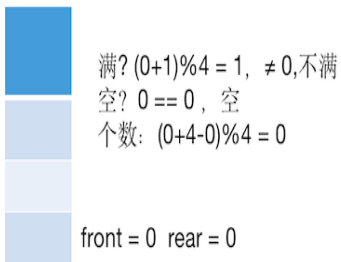 满? (0+1)%4 = 1, ≠ 0,不满
空? 0 == 0 , 空
个数: (0+4-0)%4 = 0
front = 0 rear = 0